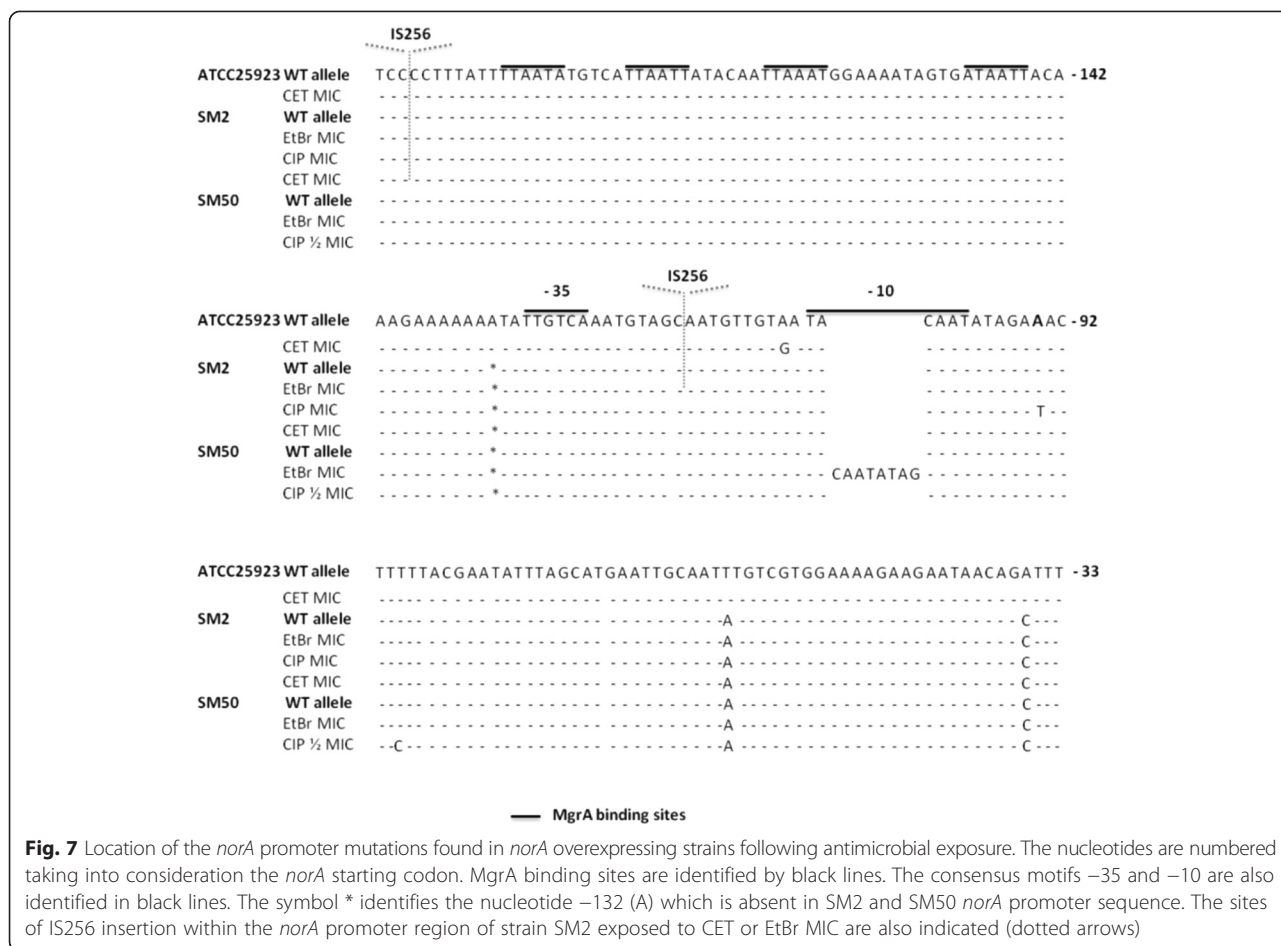 IS256
ATCC25923 WT allele TCCCCTTTATTTTAATATGTCATTAATTATACAATTAAATGGAAAATAGTGATAATTACA - 142
CET MIC - - - - - - - - - - - - - - - - - - - - - - - - - - - - - - - - - - - - - - - - - - - - - - - - - - - - - - - - - - - -
SM2 WT allele - - - - - - - - - - - - - - - - - - - - - - - - - - - - - - - - - - - - - - - - - - - - - - - - - - - - - - - - - - - -
EtBr MIC - - - - - - - - - - - - - - - - - - - - - - - - - - - - - - - - - - - - - - - - - - - - - - - - - - - - - - - - - - - -
CIP MIC - - - - - - - - - - - - - - - - - - - - - - - - - - - - - - - - - - - - - - - - - - - - - - - - - - - - - - - - - - - -
CET MIC - - - - - - - - - - - - - - - - - - - - - - - - - - - - - - - - - - - - - - - - - - - - - - - - - - - - - - - - - - - -
SM50 WT allele - - - - - - - - - - - - - - - - - - - - - - - - - - - - - - - - - - - - - - - - - - - - - - - - - - - - - - - - - - - -
EtBr MIC - - - - - - - - - - - - - - - - - - - - - - - - - - - - - - - - - - - - - - - - - - - - - - - - - - - - - - - - - - - -
CIP ½ MIC - - - - - - - - - - - - - - - - - - - - - - - - - - - - - - - - - - - - - - - - - - - - - - - - - - - - - - - - - - - -
IS256
- 35 - 10
ATCC25923 WT allele AAGAAAAAAATATTGTCAAATGTAGCAATGTTGTAATA CAATATAGAAAC - 92
CET MIC - - - - - - - - - - - - - - - - - - - - - - - - - - - - - - - - - - - G - - - - - - - - - - - - - - -
SM2 WT allele - - - - - - - - - - * - - - - - - - - - - - - - - - - - - - - - - - - - - - - - - - - - - - - - - -
EtBr MIC - - - - - - - - - - * - - - - - - - - - - - - - - - - - - - - - - - - - - - - - - - - - - - - - - -
CIP MIC - - - - - - - - - - * - - - - - - - - - - - - - - - - - - - - - - - - - - - - - - - - - - - - T - -
CET MIC - - - - - - - - - - * - - - - - - - - - - - - - - - - - - - - - - - - - - - - - - - - - - - - - - -
SM50 WT allele - - - - - - - - - - * - - - - - - - - - - - - - - - - - - - - - - - - - - - - - - - - - - - - - - -
EtBr MIC - - - - - - - - - - * - - - - - - - - - - - - - - - - - - - - - - - - - - - CAATATAG - - - - - - - - - - - -
CIP ½ MIC - - - - - - - - - - * - - - - - - - - - - - - - - - - - - - - - - - - - - - - - - - - - - - - - - -
ATCC25923 WT allele TTTTTACGAATATTTAGCATGAATTGCAATTTGTCGTGGAAAAGAAGAATAACAGATTT - 33
CET MIC - - - - - - - - - - - - - - - - - - - - - - - - - - - - - - - - - - - - - - - - - - - - - - - - - - - - - - - - - - -
SM2 WT allele - - - - - - - - - - - - - - - - - - - - - - - - - - - - - - A - - - - - - - - - - - - - - - - - - - - - - - - C - - -
EtBr MIC - - - - - - - - - - - - - - - - - - - - - - - - - - - - - - A - - - - - - - - - - - - - - - - - - - - - - - - C - - -
CIP MIC - - - - - - - - - - - - - - - - - - - - - - - - - - - - - - A - - - - - - - - - - - - - - - - - - - - - - - - C - - -
CET MIC - - - - - - - - - - - - - - - - - - - - - - - - - - - - - - A - - - - - - - - - - - - - - - - - - - - - - - - C - - -
SM50 WT allele - - - - - - - - - - - - - - - - - - - - - - - - - - - - - - A - - - - - - - - - - - - - - - - - - - - - - - - C - - -
EtBr MIC - - - - - - - - - - - - - - - - - - - - - - - - - - - - - - A - - - - - - - - - - - - - - - - - - - - - - - - C - - -
CIP ½ MIC - - C - - - - - - - - - - - - - - - - - - - - - - - - - - - A - - - - - - - - - - - - - - - - - - - - - - - - C - - -
MgrA binding sites
Fig. 7 Location of the norA promoter mutations found in norA overexpressing strains following antimicrobial exposure. The nucleotides are numbered
taking into consideration the norA starting codon. MgrA binding sites are identified by black lines. The consensus motifs −35 and −10 are also
identified in black lines. The symbol * identifies the nucleotide −132 (A) which is absent in SM2 and SM50 norA promoter sequence. The sites
of IS256 insertion within the norA promoter region of strain SM2 exposed to CET or EtBr MIC are also indicated (dotted arrows)